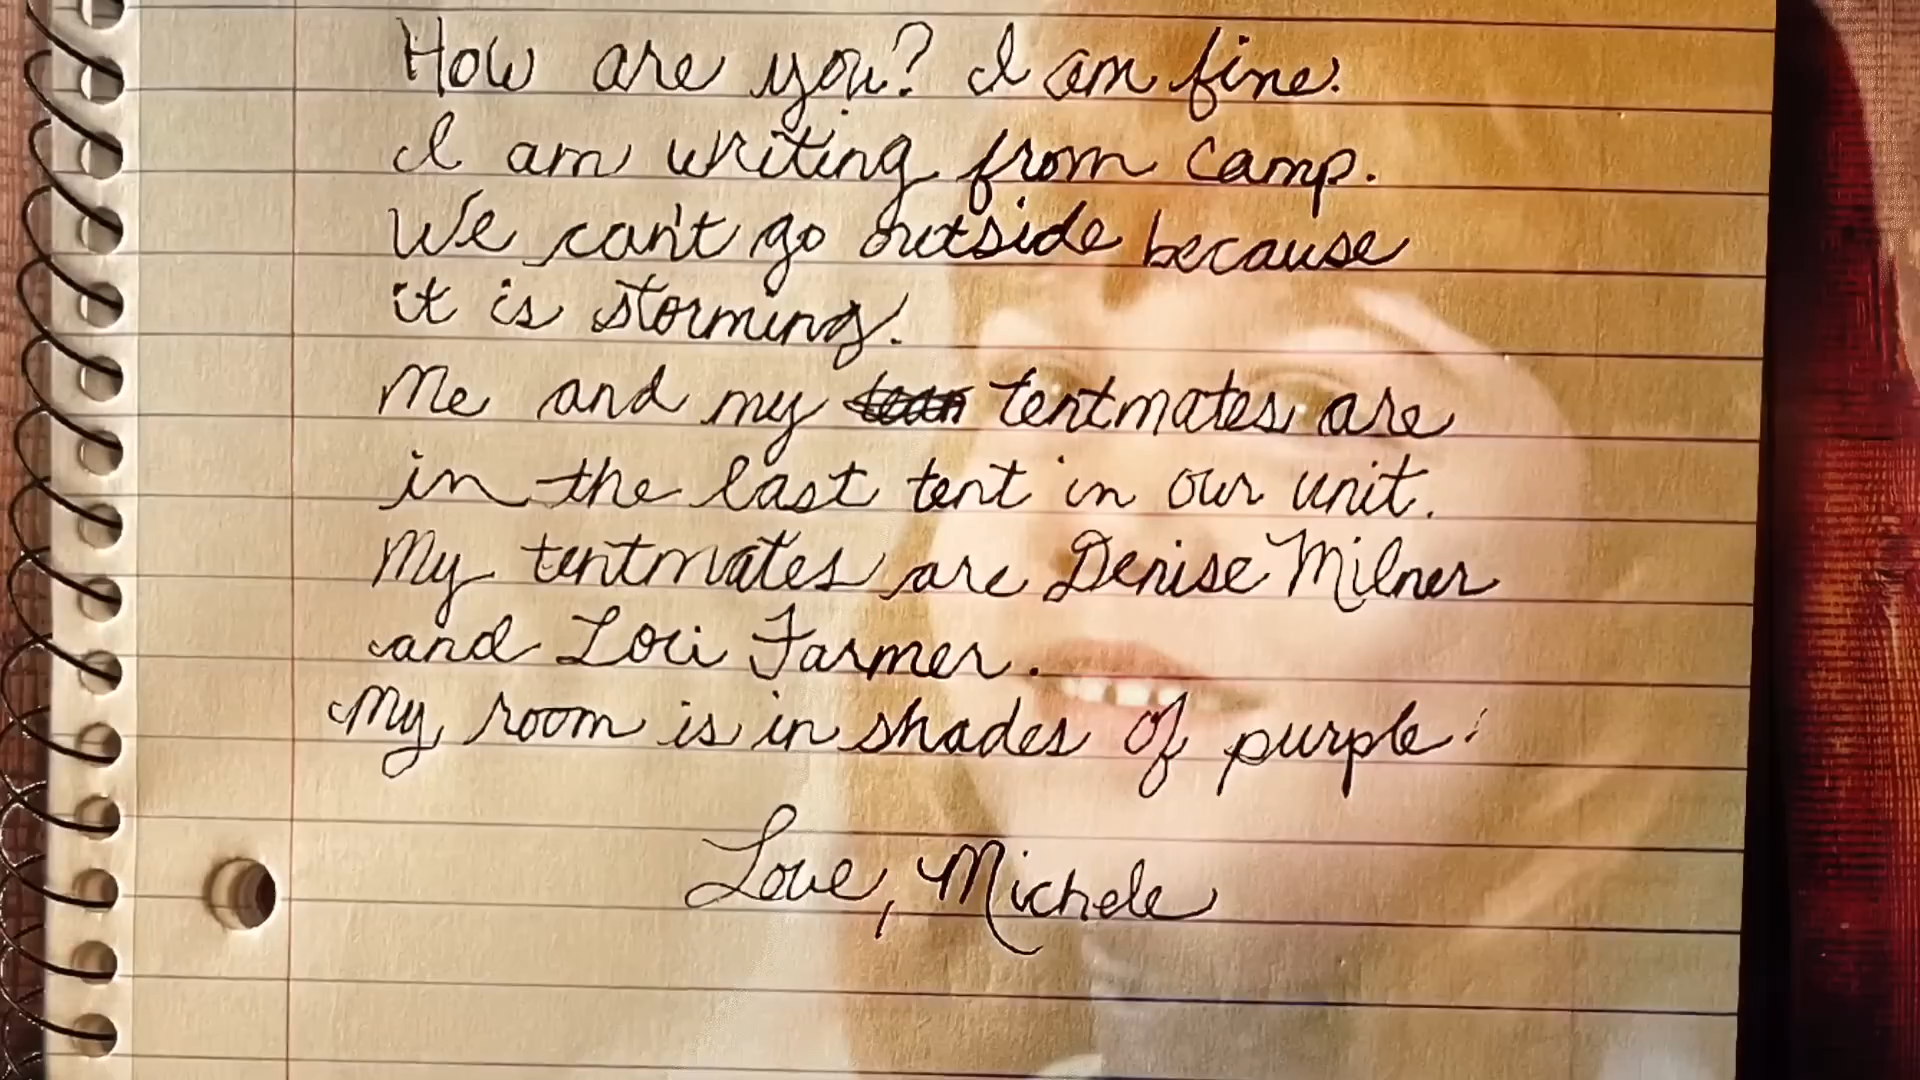 How are you? I am fine.
I am writing from camp.
We can't go outside because
it is storming.
Me and my tentmates are
in the last tent in our unit.
My tentmates are Denise Milner
and Lori Farmer.
My room is in shades of purple.
Love, Michele